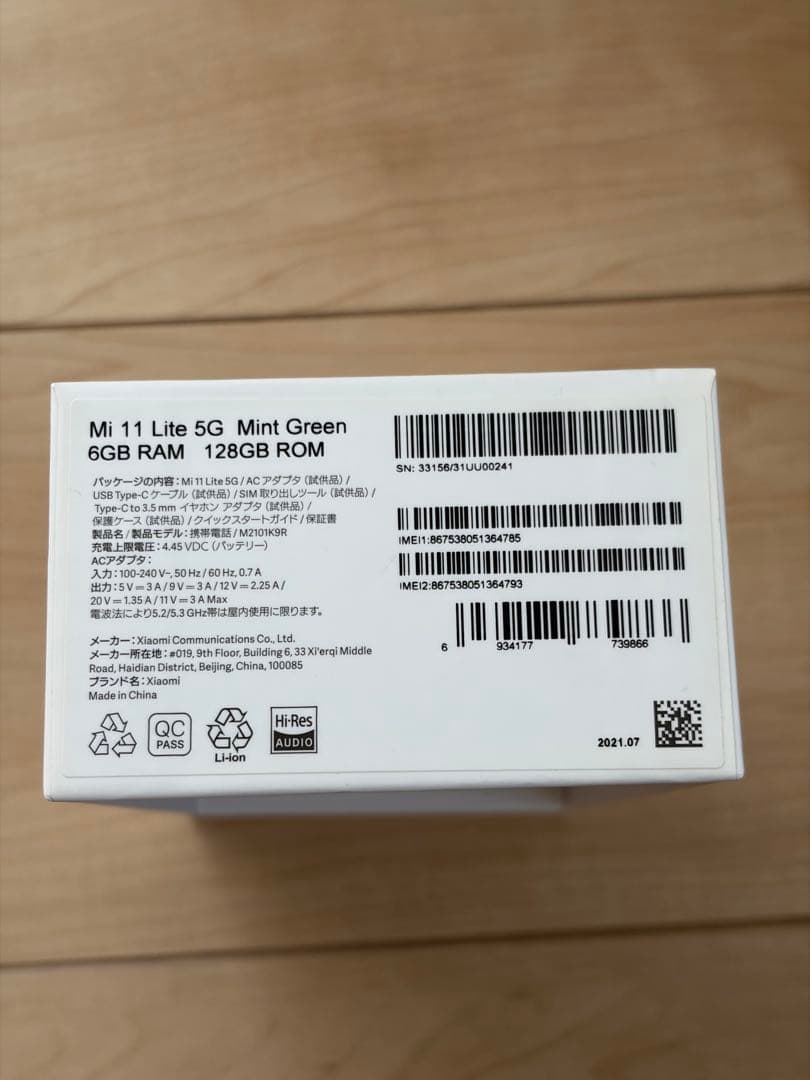 Mi 11 Lite 5G Mint Green
6GB RAM 128GB ROM
パッケージの内容：Mi 11 Lite 5G / AC アダプタ（試供品）/
USB Type-C ケーブル（試供品）/ SIM 取り出しツール（試供品）/
Type-C to 3.5 mm イヤホン アダプタ（試供品）/
保護ケース（試供品）/ クイックスタートガイド / 保証書
製品名 / 製品モデル：携帯電話 / M2101K9R
充電上限電圧：4.45 VDC（バッテリー）
ACアダプタ：
入力：100-240 V~, 50 Hz / 60 Hz, 0.7 A
出力：5 V⎓3 A / 9 V⎓3 A / 12 V⎓2.25 A /
20 V⎓1.35 A / 11 V⎓3 A Max
電波法により5.2/5.3 GHz帯は屋内使用に限ります。
メーカー：Xiaomi Communications Co., Ltd.
メーカー所在地：#019, 9th Floor, Building 6, 33 Xi'erqi Middle
Road, Haidian District, Beijing, China, 100085
ブランド名：Xiaomi
Made in China
QC
PASS
Li-ion
Hi-Res
AUDIO
SN: 33156/31UU00241
IMEI1:867538051364785
IMEI2:867538051364793
6 934177 739866
2021.07